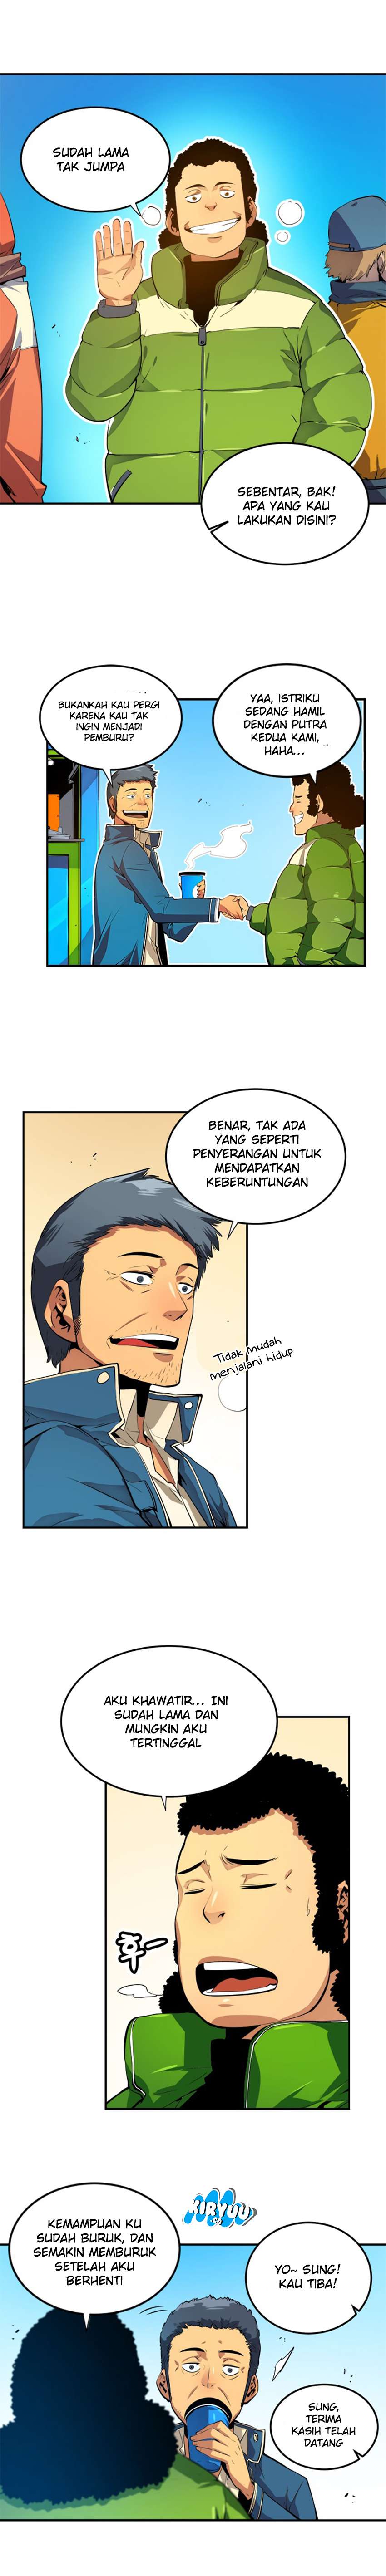 SUDAH LAMA
TAK JUMPA
SEBENTAR, BAK!
APA YANG KAU
LAKUKAN DISINI?
BUKANKAH KAU PERGI
KARENA KAU TAK
INGIN MENJADI
PEMBURU?
YAA, ISTRIKU
SEDANG HAMIL
DENGAN PUTRA
KEDUA KAMI,
HAHA...
BENAR, TAK ADA
YANG SEPERTI
PENYERANGAN UNTUK
MENDAPATKAN
KEBERUNTUNGAN
Tidak mudah
menjalani hidup
AKU KHAWATIR... INI
SUDAH LAMA DAN
MUNGKIN AKU
TERTINGGAL
후ー
KIRYUU
.CO
KEMAMPUAN KU
SUDAH BURUK, DAN
SEMAKIN MEMBURUK
SETELAH AKU
BERHENTI
YO~ SUNG!
KAU TIBA!
SUNG,
TERIMA
KASIH TELAH
DATANG